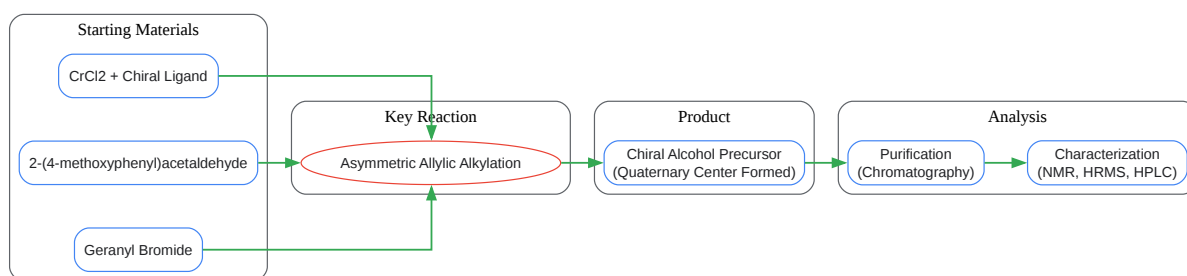 Starting Materials
CrCl2 + Chiral Ligand
2-(4-methoxyphenyl)acetaldehyde
Geranyl Bromide
Key Reaction
Asymmetric Allylic Alkylation
Product
Chiral Alcohol Precursor
(Quaternary Center Formed)
Analysis
Purification
(Chromatography)
Characterization
(NMR, HRMS, HPLC)